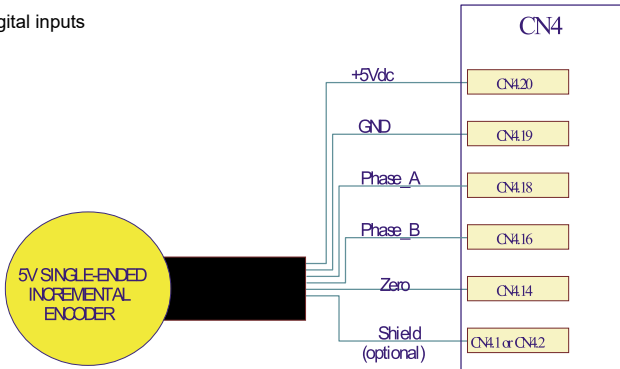 gital inputs
CN4
+5Vdc
CN4.20
GND
CN4.19
Phase_A
CN4.18
Phase_B
CN4.16
5V SINGLE-ENDED
INCREMENTAL
ENCODER
Zero
CN4.14
Shield
(optional)
CN4.1 or CN4.2